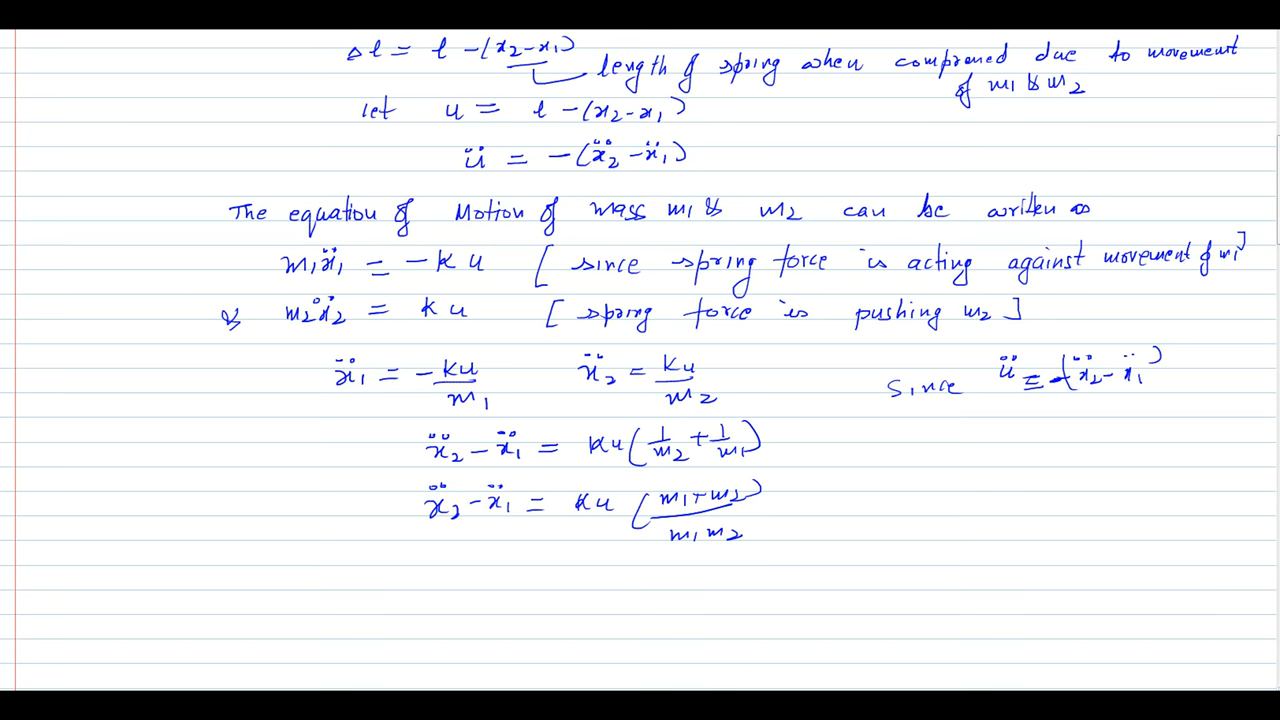 Δl = l - (x₂-x₁)
length of spring when compressed due to movement of m₁ & m₂
let u = l - (x₂-x₁)
ü = -(ẍ₂ - ẍ₁)
The equation of Motion of mass m₁ & m₂ can be written as
m₁ẍ₁ = -Ku [ since spring force is acting against movement of m₁]
& m₂ẍ₂ = Ku [ spring force is pushing m₂ ]
ẍ₁ = -Ku/m₁ ẍ₂ = Ku/m₂ Since ü = -(ẍ₂-ẍ₁)
ẍ₂ - ẍ₁ = Ku(1/m₂ + 1/m₁)
ẍ₂ - ẍ₁ = Ku (m₁+m₂)/m₁m₂